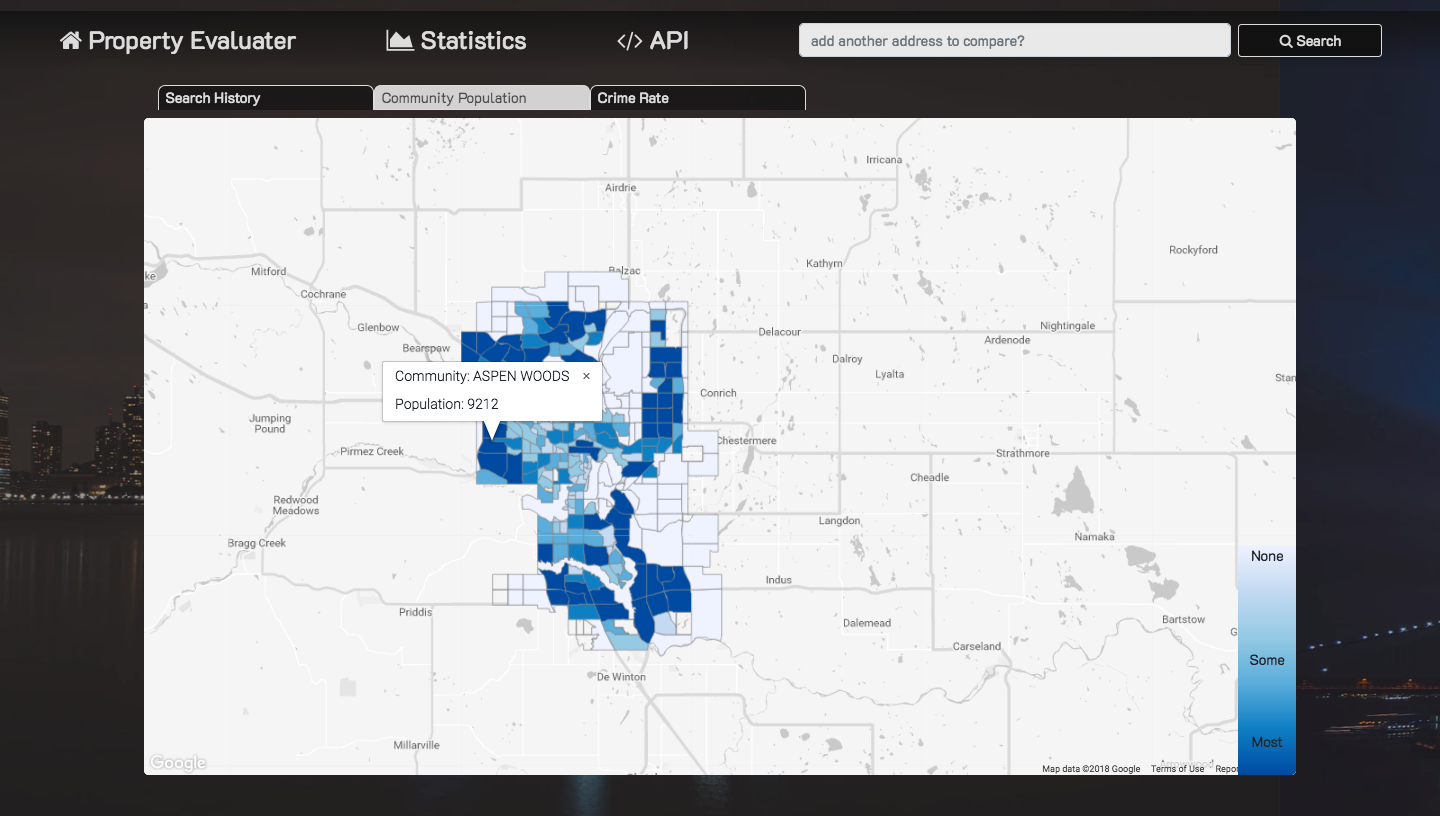 Property Evaluater
Statistics
</> API
add another address to compare?
Search
Search History
Community Population
Crime Rate
Irricana
Airdrie
Rockyford
Kathyrn
Mitford
Balzac
ke
Cochrane
Glenbow
Nightingale
Delacour
Ardenode
Bearspaw
Dalroy
Lyalta
Community: ASPEN WOODS ×
Population: 9212
Stan
Conrich
Jumping
Pound
Chestermere
Pirmez Creek
Strathmore
Cheadle
Redwood
Meadows
Langdon
Namaka
Bragg Creek
None
Indus
Priddis
Dalemead
Bartstow
G
Carseland
Some
De Winton
Millarville
Most
Google
Map data ©2018 Google
Terms of Use
Repor